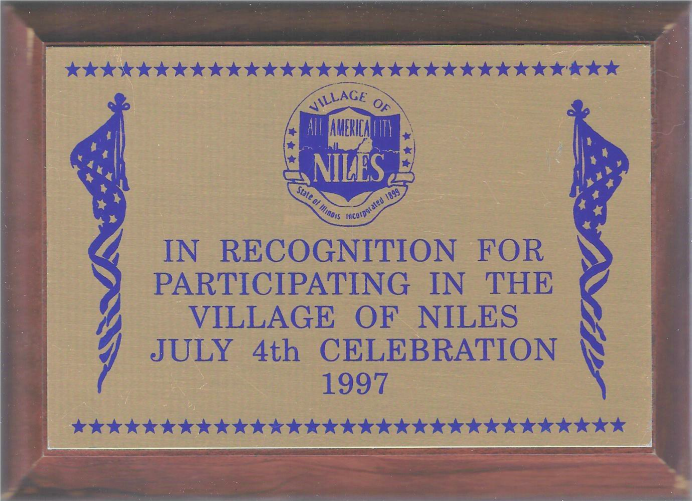 VILLAGE OF
ALL AMERICA CITY
NILES
State of Illinois Incorporated 1899
IN RECOGNITION FOR
PARTICIPATING IN THE
VILLAGE OF NILES
JULY 4th CELEBRATION
1997